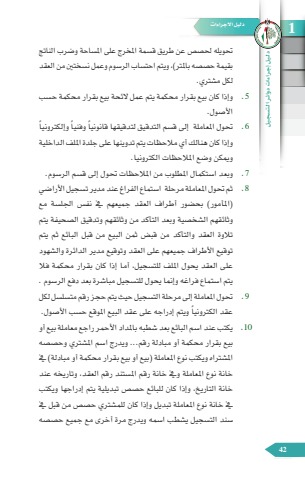 دليل الاجراءات
1
دليل اجراءات دوائر التسجيل
تحويله لحصص عن طريق قسمة المخرج على المساحة وضرب الناتج
بقيمة حصصه بالمتر)، ويتم احتساب الرسوم وعمل نسختين من العقد
لكل مشتري.
5. وإذا كان بيع بقرار محكمة يتم عمل لائحة بيع بقرار محكمة حسب
الأصول.
6. تحول المعاملة إلى قسم التدقيق لتدقيقها قانونياً وفنياً وإلكترونياً
وإذا كان هنالك أي ملاحظات يتم تدوينها على جلدة الملف الداخلية
ويمكن وضع الملاحظات الكترونيا.
7. وبعد استكمال المطلوب من الملاحظات تحول إلى قسم الرسوم.
8. ثم تحول المعاملة مرحلة استماع الفراغ عند مدير تسجيل الأراضي
(المأمور) بحضور أطراف العقد جميعهم في نفس الجلسة مع
وثائقهم الشخصية وبعد التأكد من وثائقهم وتدقيق الصحيفة يتم
تلاوة العقد والتأكد من قبض ثمن البيع من قبل البائع ثم يتم
توقيع الأطراف جميعهم على العقد وتوقيع مدير الدائرة والشهود
على العقد يحول الملف للتسجيل، أما إذا كان بقرار محكمة فلا
يتم استماع فراغه وإنما يحول للتسجيل مباشرة بعد دفع الرسوم .
9. تحول المعاملة إلى مرحلة التسجيل حيث يتم حجز رقم متسلسل لكل
عقد الكترونياً ويتم إدراجه على عقد البيع الموقع حسب الأصول.
10. يكتب عند اسم البائع بعد شطبه بالمداد الأحمر راجع معاملة بيع أو
بيع بقرار محكمة أو مبادلة رقم... ويدرج اسم المشتري وحصصه
المشتراه ويكتب نوع المعاملة (بيع أو بيع بقرار محكمة أو مبادلة) في
خانة نوع المعاملة وفي خانة رقم المستند رقم العقد، وتاريخه عند
خانة التاريخ، وإذا كان للبائع حصص تبديلية يتم إدراجها ويكتب
في خانة نوع المعاملة تبديل وإذا كان للمشتري حصص من قبل في
سند التسجيل يشطب اسمه ويدرج مرة أخرى مع جميع حصصه
42